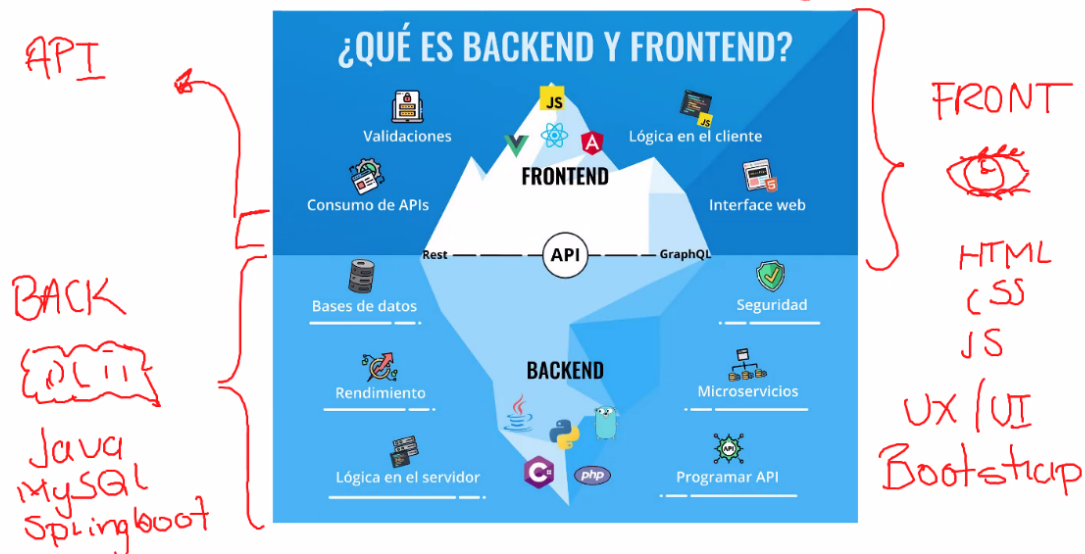 API
¿QUÉ ES BACKEND Y FRONTEND?
JS
JS
Validaciones
Lógica en el cliente
FRONTEND
Consumo de APIs
Interface web
Rest
API
GraphQL
Bases de datos
Seguridad
BACKEND
Rendimiento
Microservicios
API
Lógica en el servidor
C#
php
Programar API
FRONT
HTML
CSS
JS
UX/UI
Bootstrap
BACK
Java
MySQL
Springboot